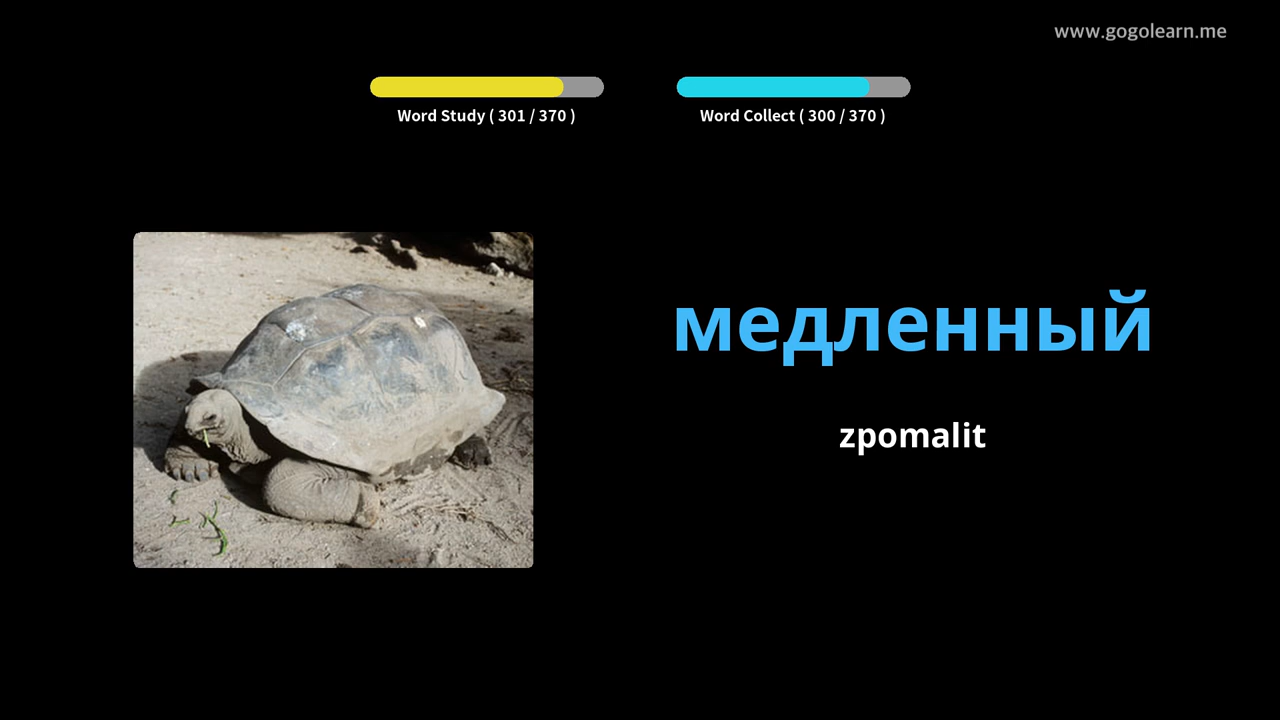 www.gogolearn.me
Word Study ( 301 / 370 )
Word Collect ( 300 / 370 )
медленный
zpomalit